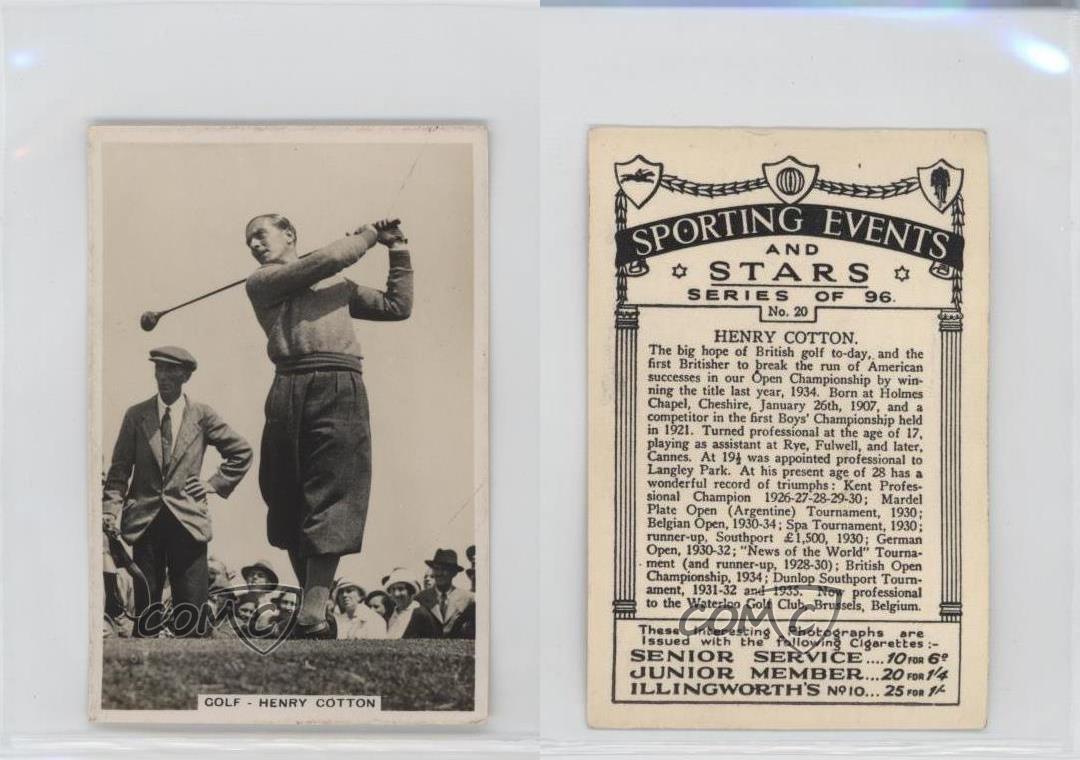 GOLF - HENRY COTTON
COMC
SPORTING EVENTS
AND
STARS
SERIES OF 96.
No. 20
HENRY COTTON.
The big hope of British golf to-day, and the
first Britisher to break the run of American
successes in our Open Championship by win-
ning the title last year, 1934. Born at Holmes
Chapel, Cheshire, January 26th, 1907, and a
competitor in the first Boys' Championship held
in 1921. Turned professional at the age of 17,
playing as assistant at Rye, Fulwell, and later,
Cannes. At 19½ was appointed professional to
Langley Park. At his present age of 28 has a
wonderful record of triumphs: Kent Profes-
sional Champion 1926-27-28-29-30; Mardel
Plate Open (Argentine) Tournament, 1930;
Belgian Open, 1930-34; Spa Tournament, 1930;
runner-up, Southport £1,500, 1930; German
Open, 1930-32; "News of the World" Tourna-
ment (and runner-up, 1928-30); British Open
Championship, 1934; Dunlop Southport Tourn-
ament, 1931-32 and 1935. Now professional
to the Waterloo Golf Club, Brussels, Belgium.
COMC
These Interesting Photographs are
Issued with the following Cigarettes:-
SENIOR SERVICE .... 10 FOR 6D
JUNIOR MEMBER ... 20 FOR 1/4
ILLINGWORTH'S No 10... 25 FOR 1/-